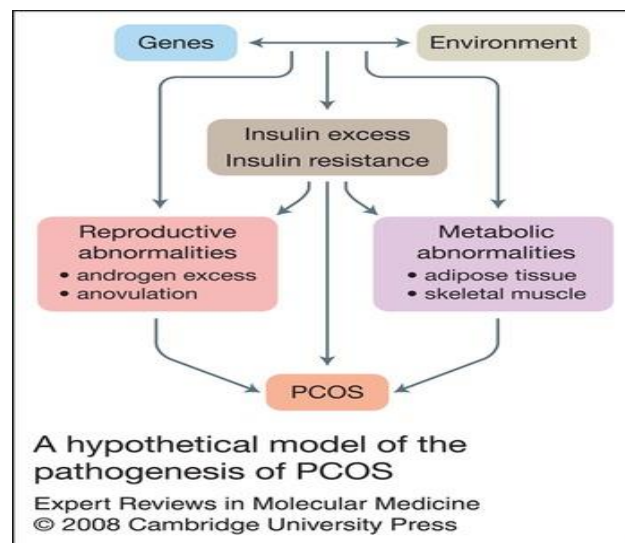 Genes
Environment
Insulin excess
Insulin resistance
Reproductive
abnormalities
• androgen excess
• anovulation
Metabolic
abnormalities
• adipose tissue
• skeletal muscle
PCOS
A hypothetical model of the
pathogenesis of PCOS
Expert Reviews in Molecular Medicine
© 2008 Cambridge University Press